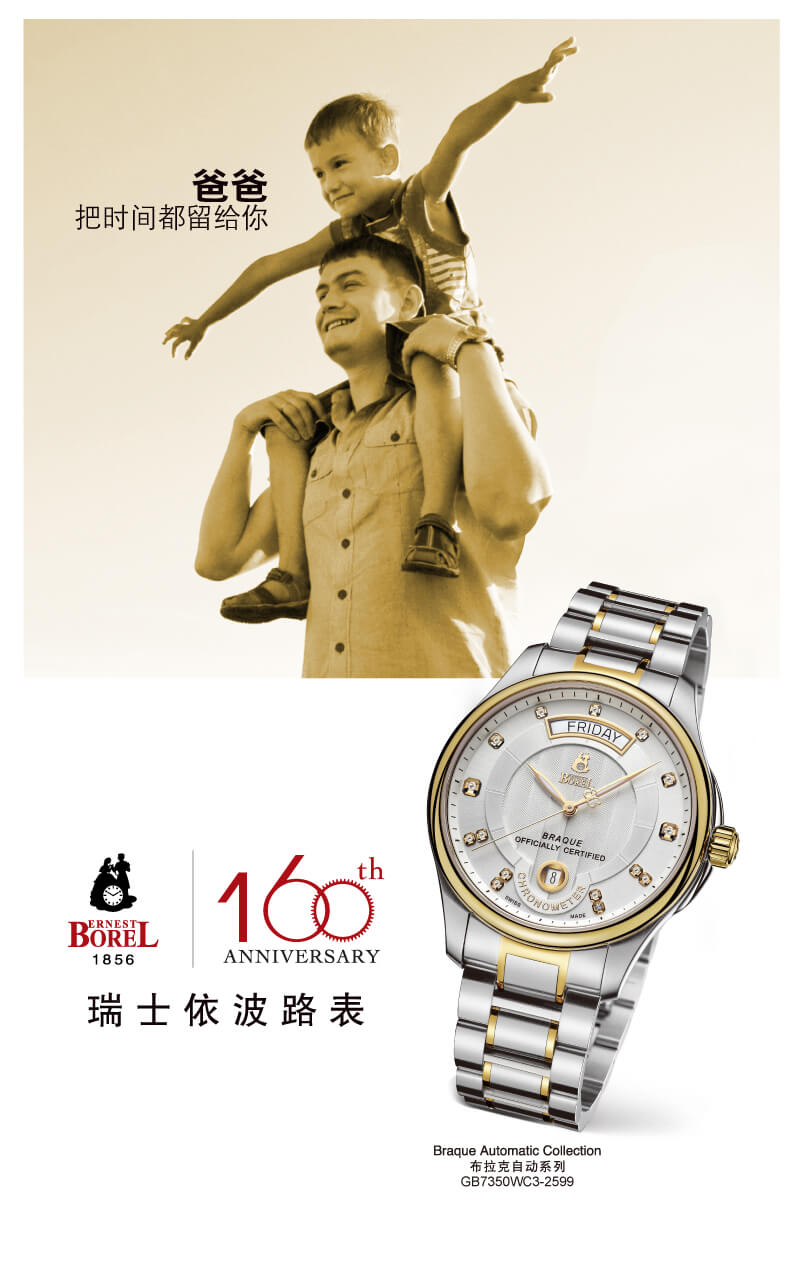 爸爸
把时间都留给你
FRIDAY
BOREL
BRAQUE
OFFICIALLY CERTIFIED
8
CHRONOMETER
SWISS MADE
ERNEST
BOREL
1856
160th
ANNIVERSARY
瑞士依波路表
Braque Automatic Collection
布拉克自动系列
GB7350WC3-2599